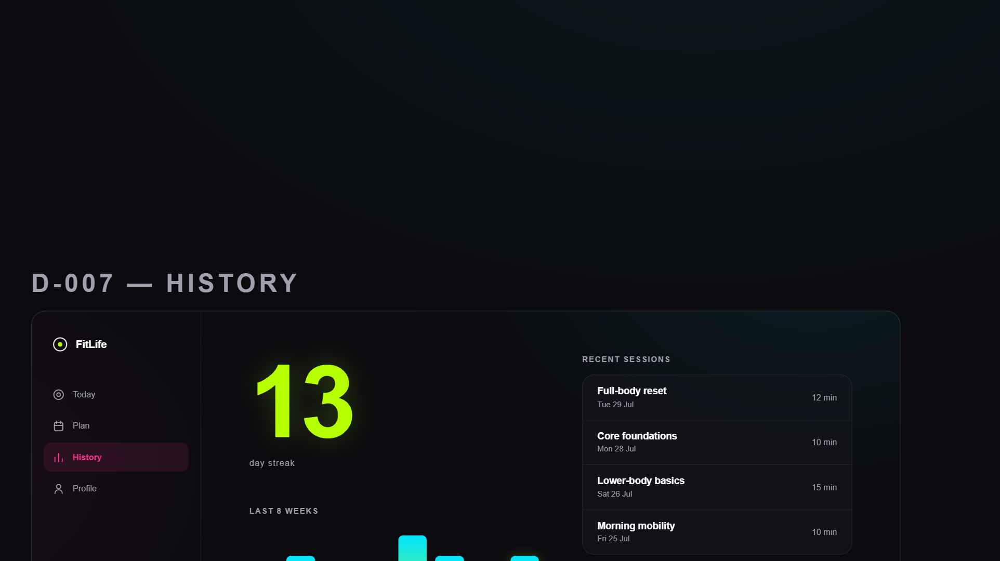 D-007 — HISTORY
FitLife
Today
Plan
History
Profile
13
day streak
LAST 8 WEEKS
RECENT SESSIONS
Full-body reset
Tue 29 Jul
12 min
Core foundations
Mon 28 Jul
10 min
Lower-body basics
Sat 26 Jul
15 min
Morning mobility
Fri 25 Jul
10 min